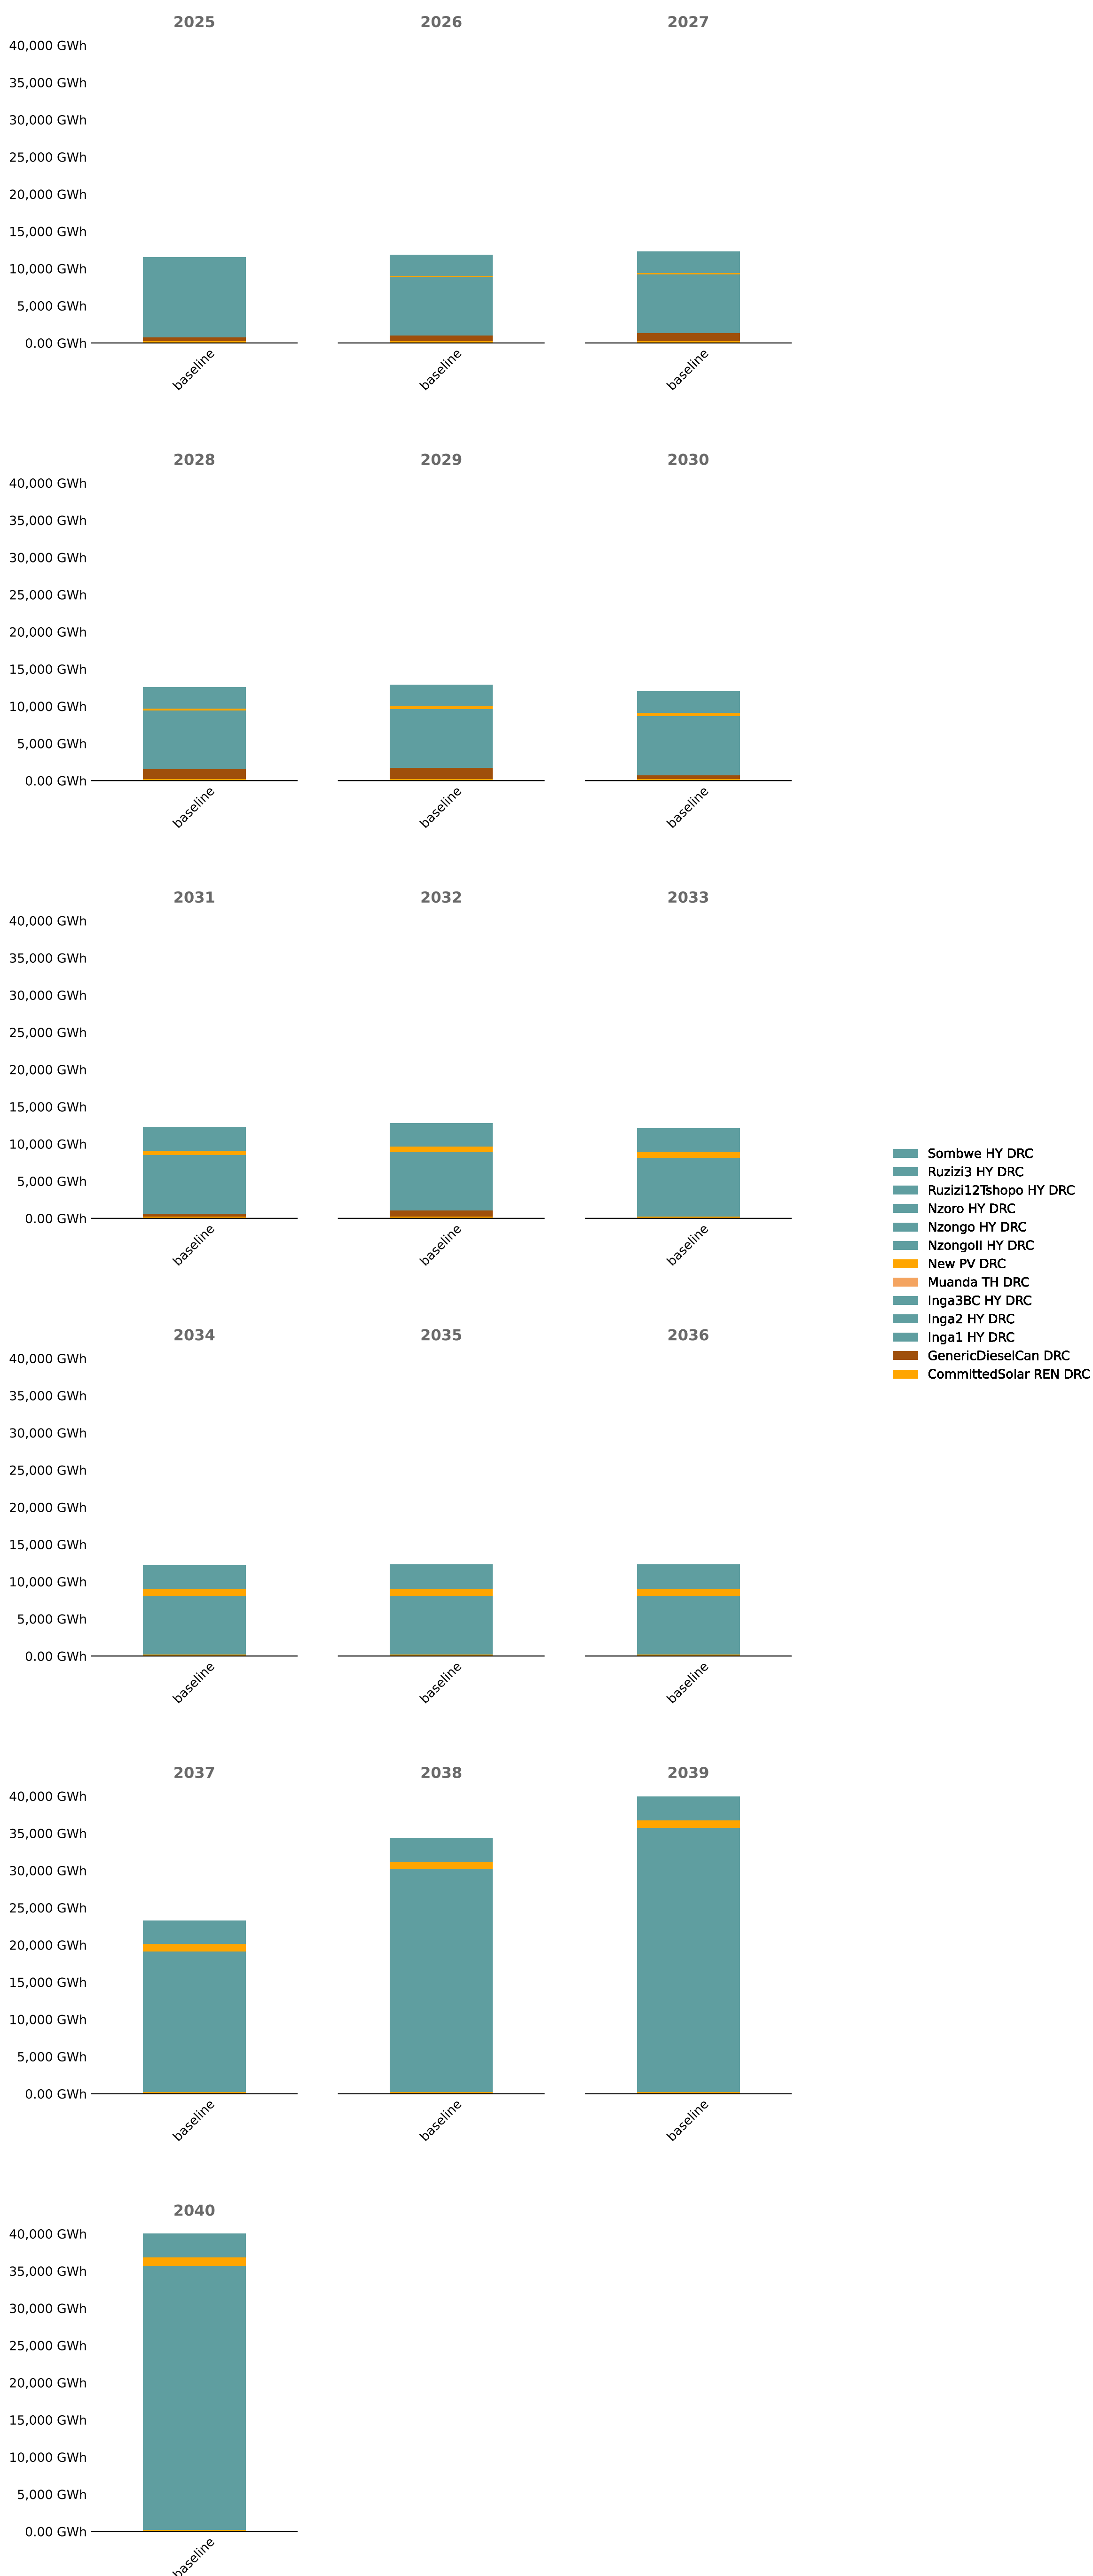 2025
2026
2027
40,000 GWh
35,000 GWh
30,000 GWh
25,000 GWh
20,000 GWh
15,000 GWh
10,000 GWh
5,000 GWh
0.00 GWh
baseline
baseline
baseline
2028
2029
2030
40,000 GWh
35,000 GWh
30,000 GWh
25,000 GWh
20,000 GWh
15,000 GWh
10,000 GWh
5,000 GWh
0.00 GWh
baseline
baseline
baseline
2031
2032
2033
40,000 GWh
35,000 GWh
30,000 GWh
25,000 GWh
20,000 GWh
15,000 GWh
10,000 GWh
5,000 GWh
0.00 GWh
baseline
baseline
baseline
Sombwe HY DRC
Ruzizi3 HY DRC
Ruzizi12Tshopo HY DRC
Nzoro HY DRC
Nzongo HY DRC
NzongoII HY DRC
New PV DRC
Muanda TH DRC
Inga3BC HY DRC
Inga2 HY DRC
Inga1 HY DRC
GenericDieselCan DRC
CommittedSolar REN DRC
2034
2035
2036
40,000 GWh
35,000 GWh
30,000 GWh
25,000 GWh
20,000 GWh
15,000 GWh
10,000 GWh
5,000 GWh
0.00 GWh
baseline
baseline
baseline
2037
2038
2039
40,000 GWh
35,000 GWh
30,000 GWh
25,000 GWh
20,000 GWh
15,000 GWh
10,000 GWh
5,000 GWh
0.00 GWh
baseline
baseline
baseline
2040
40,000 GWh
35,000 GWh
30,000 GWh
25,000 GWh
20,000 GWh
15,000 GWh
10,000 GWh
5,000 GWh
0.00 GWh
baseline